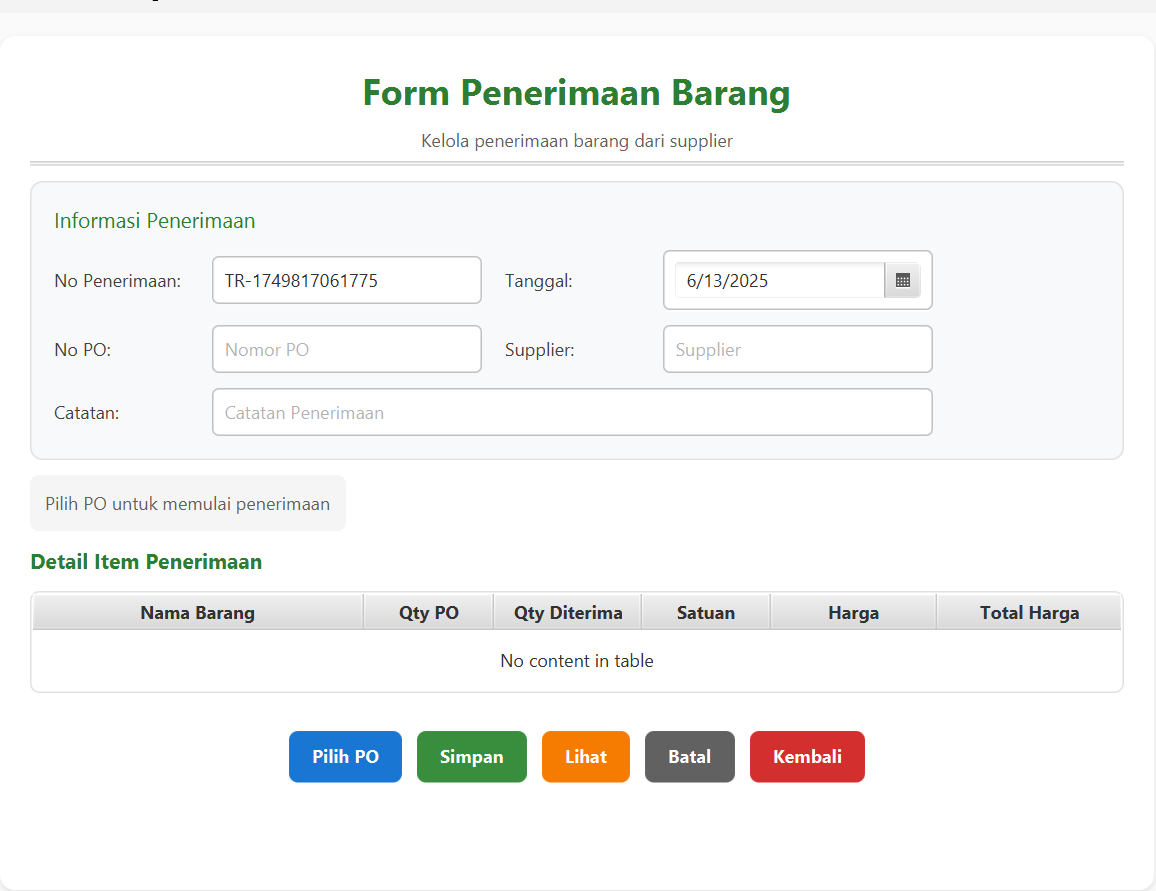 Form Penerimaan Barang
Kelola penerimaan barang dari supplier
Informasi Penerimaan
No Penerimaan: TR-1749817061775 Tanggal: 6/13/2025
No PO: Nomor PO Supplier: Supplier
Catatan: Catatan Penerimaan
Pilih PO untuk memulai penerimaan
Detail Item Penerimaan
Nama Barang Qty PO Qty Diterima Satuan Harga Total Harga
No content in table
Pilih PO Simpan Lihat Batal Kembali